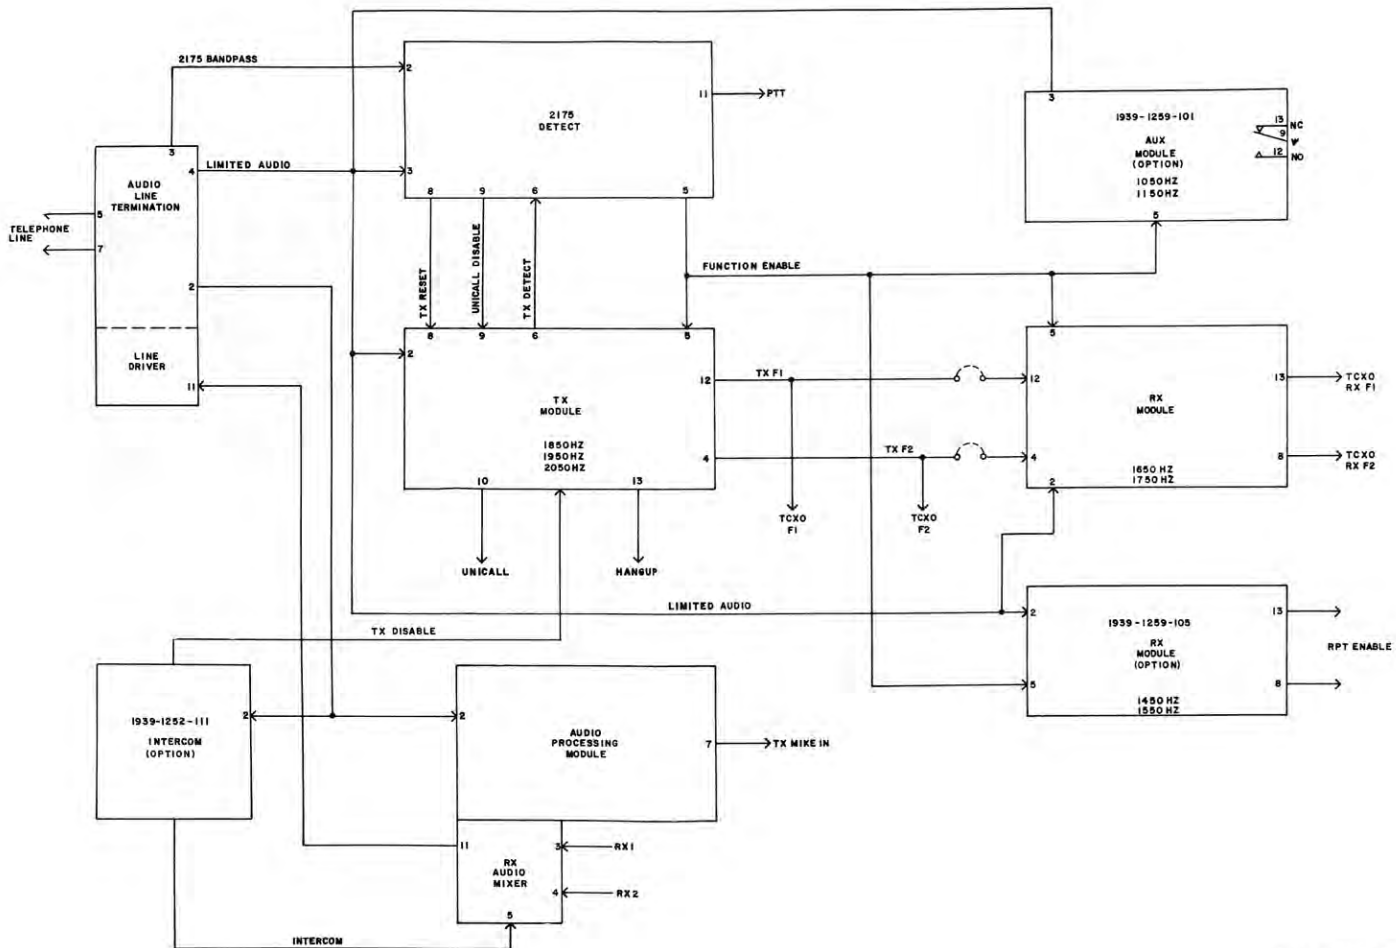 2175 BANDPASS
2
2175
DETECT
11
PTT
3
1939-1259-101
AUX
MODULE
(OPTION)
1050HZ
1150HZ
13
NC
9
12
NO
5
3
AUDIO
LINE
TERMINATION
4
LIMITED AUDIO
3
8
9
6
5
5
TELEPHONE
LINE
7
2
LINE
DRIVER
11
TX RESET
UNICALL DISABLE
TX DETECT
FUNCTION ENABLE
8
9
6
5
2
TX
MODULE
1850HZ
1950HZ
2050HZ
12
TX F1
4
TX F2
10
13
UNICALL
HANGUP
TCXO
F1
TCXO
F2
5
12
RX
MODULE
13
TCXO
RX F1
4
1650 HZ
1750HZ
8
TCXO
RX F2
2
LIMITED AUDIO
2
1939-1259-105
RX
MODULE
(OPTION)
13
RPT ENABLE
5
1450 HZ
1550 HZ
8
TX DISABLE
1939-1252-111
INTERCOM
(OPTION)
2
2
AUDIO
PROCESSING
MODULE
7
TX MIKE IN
11
RX
AUDIO
MIXER
3
RX1
4
RX2
5
INTERCOM